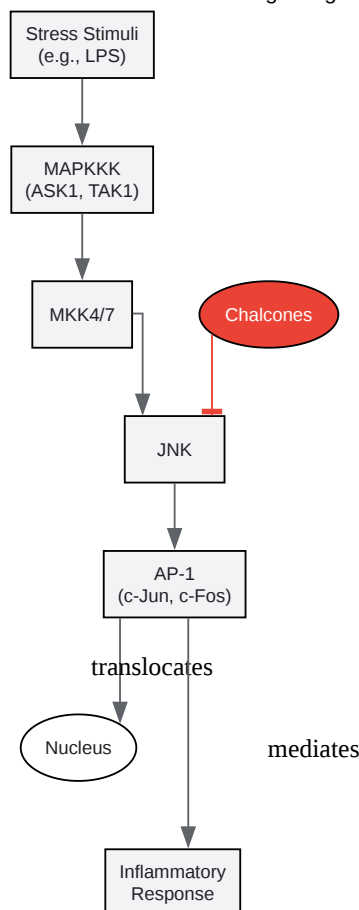 Stress Stimuli
(e.g., LPS)
MAPKKK
(ASK1, TAK1)
MKK4/7
Chalcones
JNK
AP-1
(c-Jun, c-Fos)
translocates
Nucleus
mediates
Inflammatory
Response